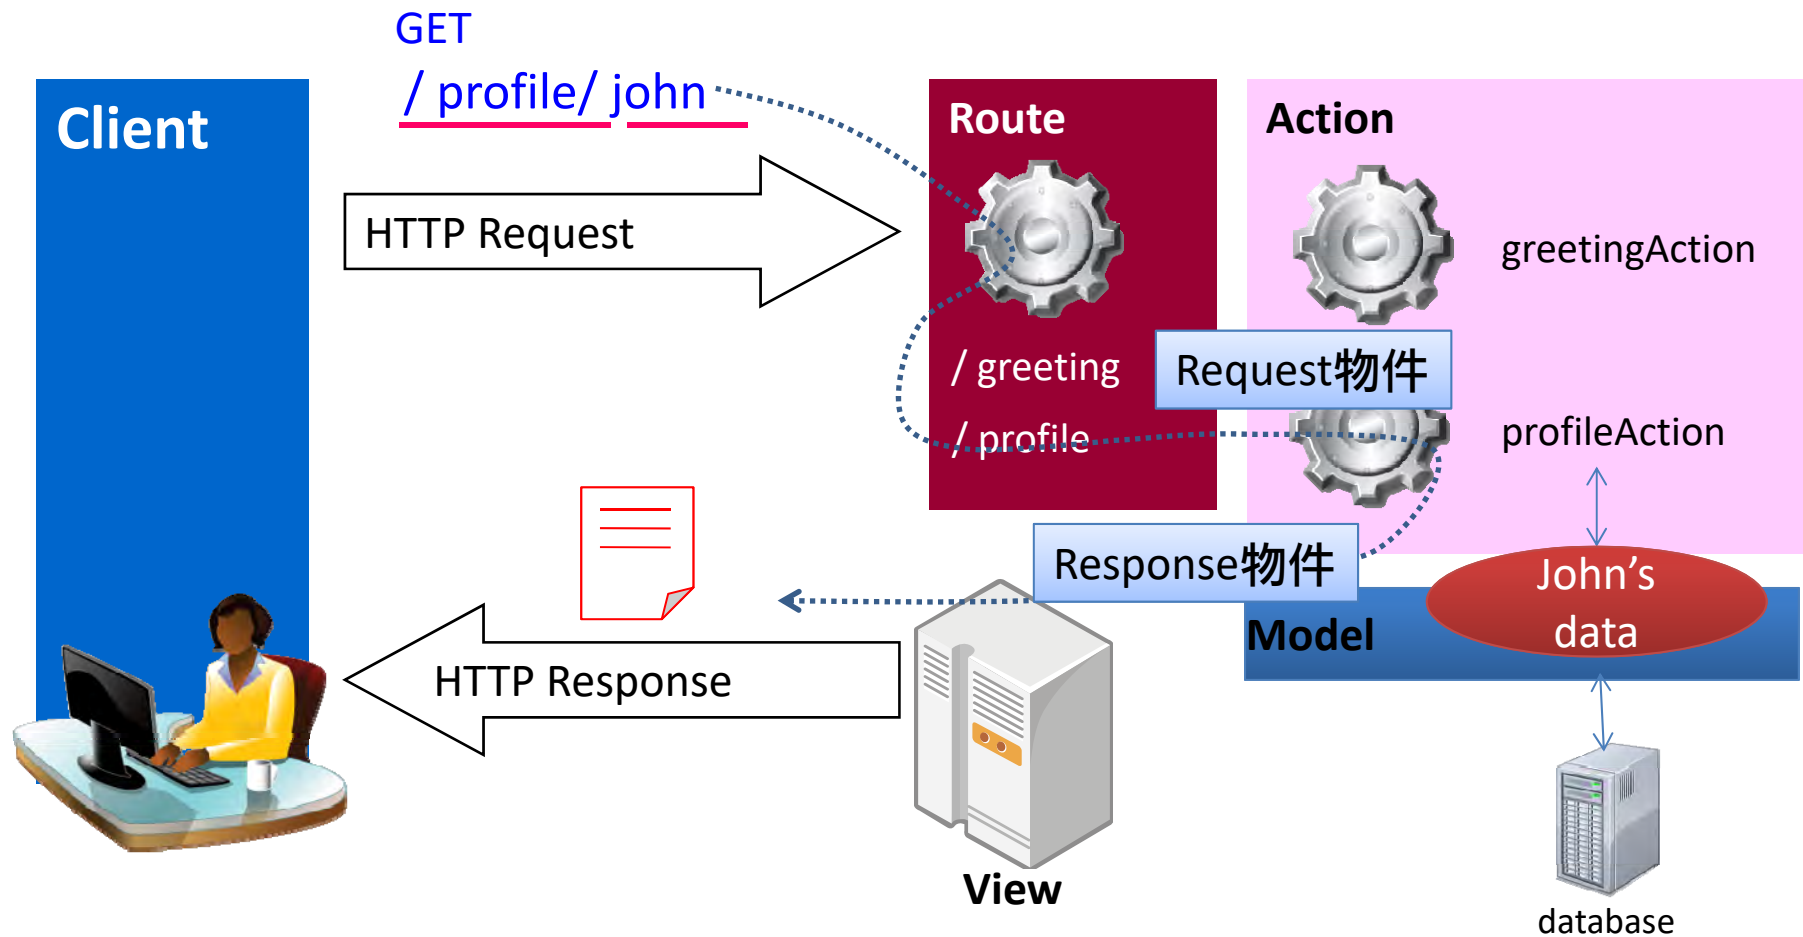 GET
/ profile/ john
Client
Route
Action
HTTP Request
greetingAction
/ greeting
Request物件
/ profile
profileAction
Response物件
John's
data
Model
HTTP Response
View
database